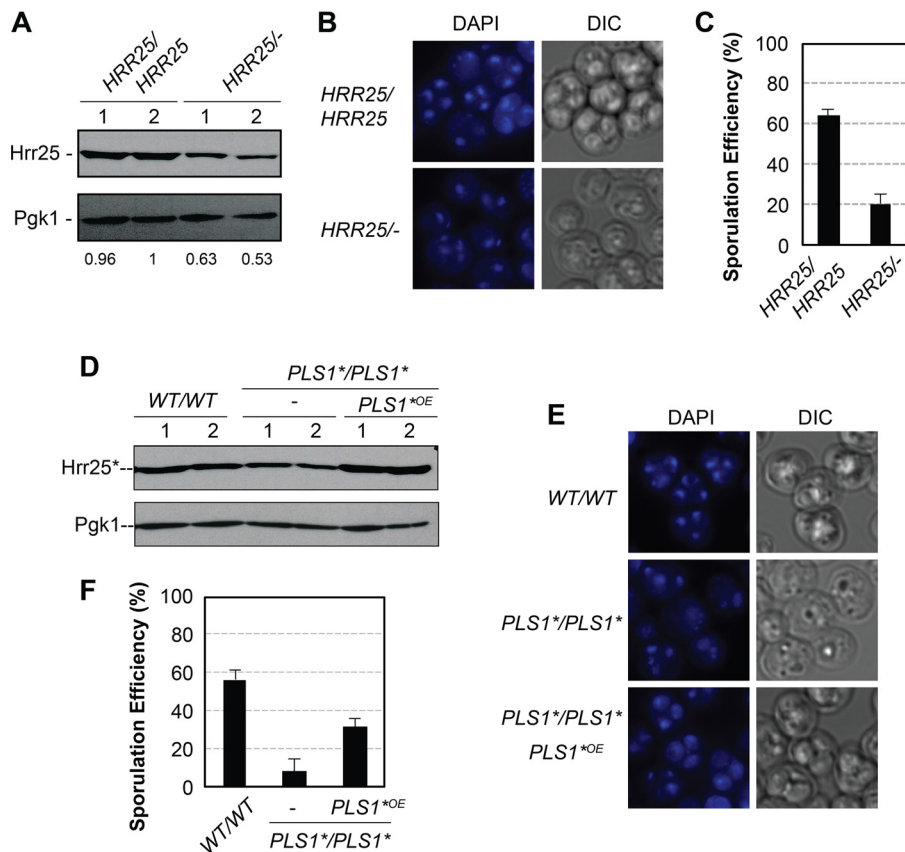 A
HRR25/
HRR25
HRR25/-
1 2 1 2
Hrr25 -
Pgk1 -
0.96 1 0.63 0.53
B
DAPI DIC
HRR25/
HRR25
HRR25/-
C
Sporulation Efficiency (%)
100
80
60
40
20
0
HRR25/
HRR25
HRR25/-
D
PLS1*/PLS1*
WT/WT - PLS1*OE
1 2 1 2 1 2
Hrr25*--
Pgk1--
E
DAPI DIC
WT/WT
PLS1*/PLS1*
PLS1*/PLS1*
PLS1*OE
F
Sporulation Efficiency (%)
100
80
60
40
20
0
WT/WT
- PLS1*OE
PLS1*/PLS1*